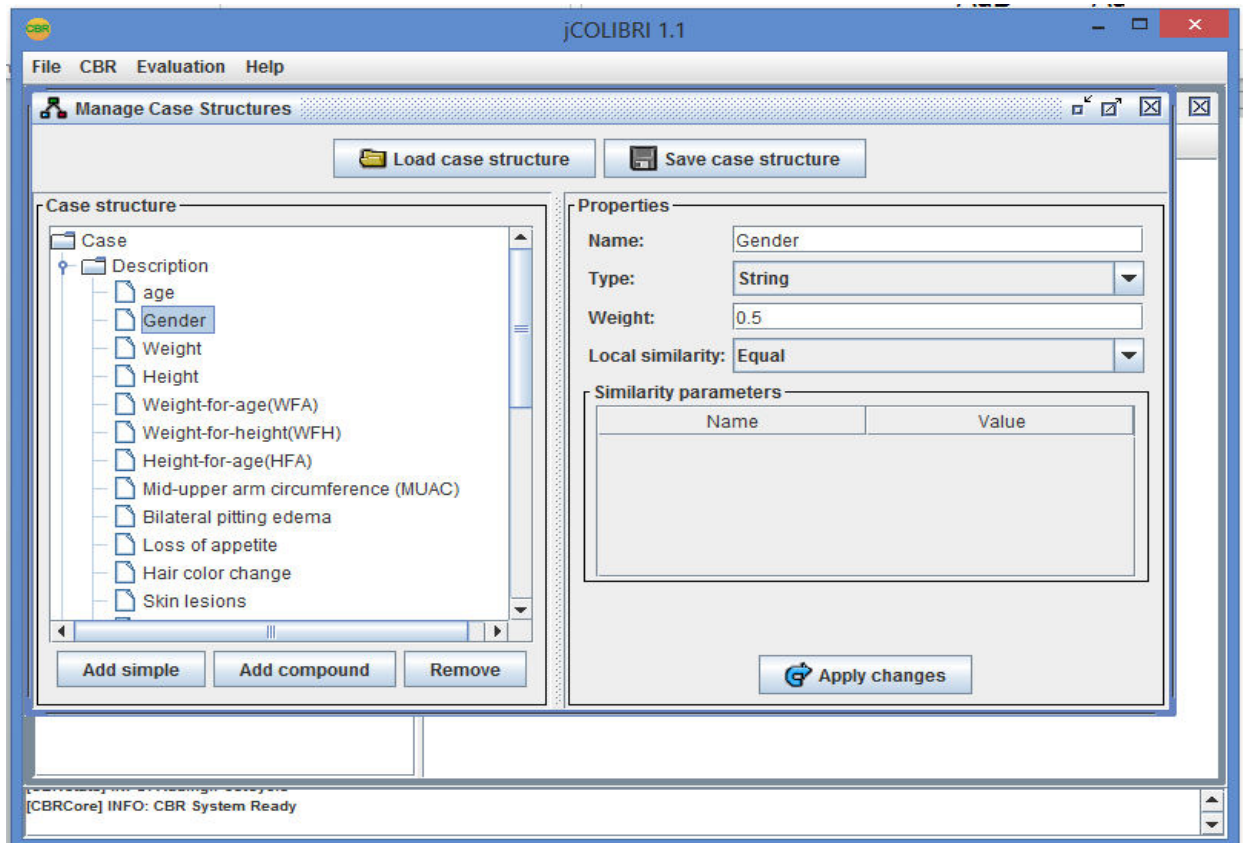 CBR
jCOLIBRI 1.1
File CBR Evaluation Help
Manage Case Structures
Load case structure
Save case structure
Case structure
Case
Description
age
Gender
Weight
Height
Weight-for-age(WFA)
Weight-for-height(WFH)
Height-for-age(HFA)
Mid-upper arm circumference (MUAC)
Bilateral pitting edema
Loss of appetite
Hair color change
Skin lesions
Add simple
Add compound
Remove
Properties
Name: Gender
Type: String
Weight: 0.5
Local similarity: Equal
Similarity parameters
Name Value
Apply changes
[CBRCore] INFO: CBR System Ready